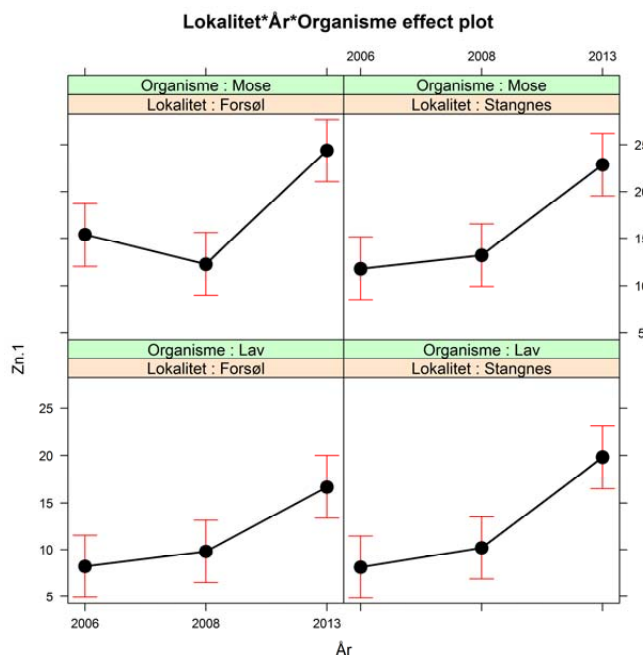 Lokalitet*År*Organisme effect plot
2006 2008 2013
Organisme : Mose Organisme : Mose
Lokalitet : Forsøl Lokalitet : Stangnes
25
20
15
10
5
Zn.1
Organisme : Lav Organisme : Lav
Lokalitet : Forsøl Lokalitet : Stangnes
25
20
15
10
5
2006 2008 2013
År